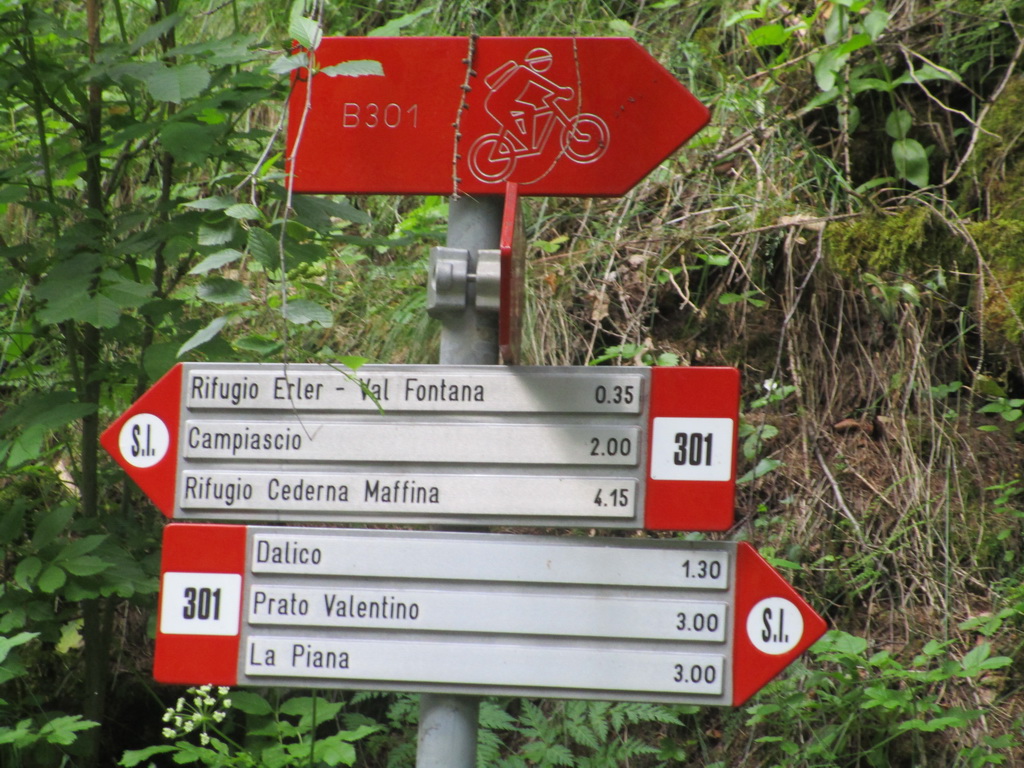 B301
Rifugio Erler - Val Fontana 0.35
S.I. Campiascio 2.00 301
Rifugio Cederna Maffina 4.15
Dalico 1.30
301 Prato Valentino 3.00 S.I.
La Piana 3.00